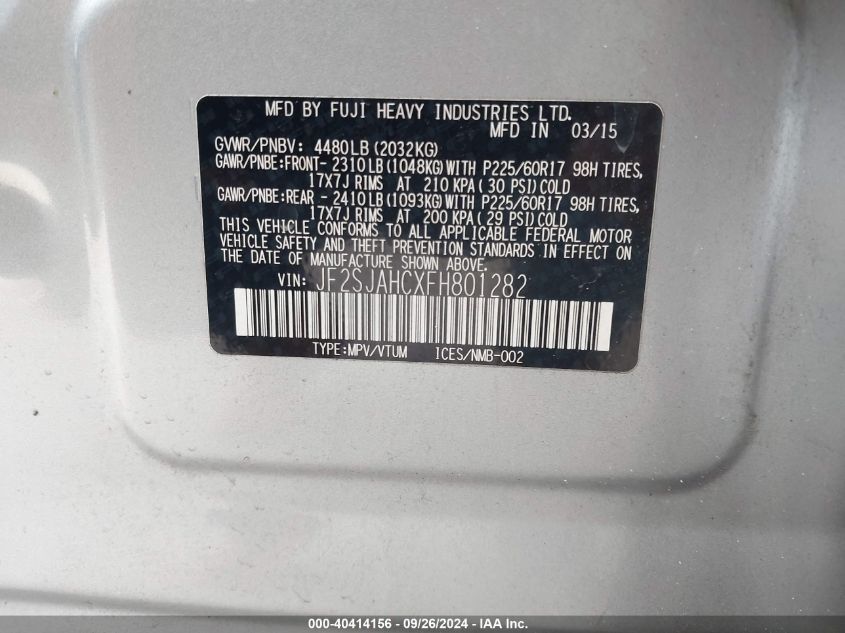 MFD BY FUJI HEAVY INDUSTRIES LTD.
MFD IN 03/15
GVWR/PNBV: 4480LB (2032KG)
GAWR/PNBE:FRONT- 2310LB (1048KG) WITH P225/60R17 98H TIRES,
17X7J RIMS AT 210 KPA ( 30 PSI) COLD
GAWR/PNBE:REAR - 2410LB (1093KG) WITH P225/60R17 98H TIRES,
17X7J RIMS AT 200 KPA ( 29 PSI) COLD
THIS VEHICLE CONFORMS TO ALL APPLICABLE FEDERAL MOTOR
VEHICLE SAFETY AND THEFT PREVENTION STANDARDS IN EFFECT ON
THE DATE OF MANUFACTURE SHOWN ABOVE.
VIN: JF2SJAHCXFH801282
TYPE:MPV/VTUM ICES/NMB-002
000-40414156 - 09/26/2024 - IAA Inc.